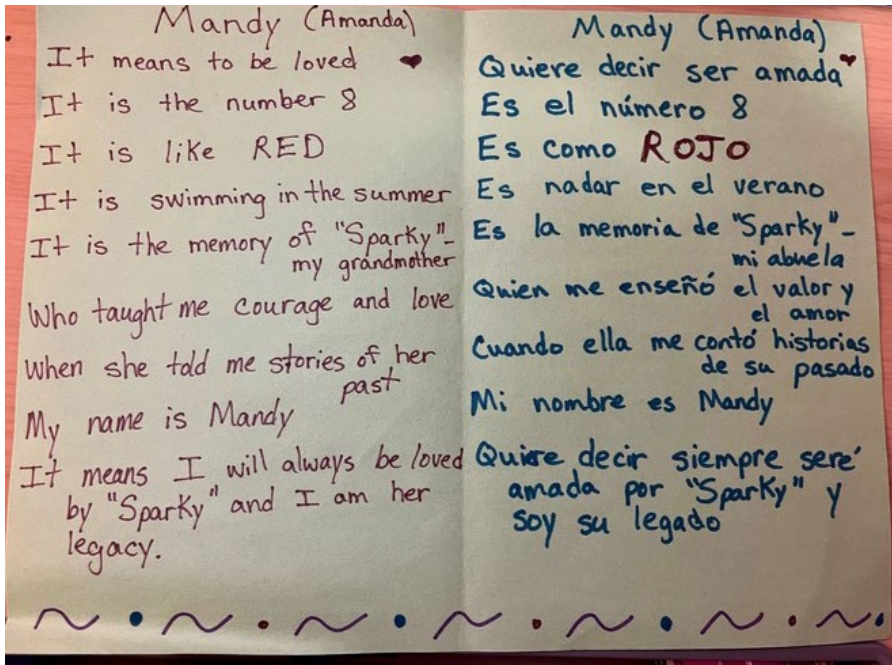 Mandy (Amanda)
It means to be loved
It is the number 8
It is like RED
It is swimming in the summer
It is the memory of "Sparky"-
my grandmother
Who taught me courage and love
When she told me stories of her
past
My name is Mandy
It means I will always be loved
by "Sparky" and I am her
legacy.
Mandy (Amanda)
Quiere decir ser amada
Es el número 8
Es como ROJO
Es nadar en el verano
Es la memoria de "Sparky"-
mi abuela
Quien me enseñó el valor y
el amor
Cuando ella me contó historias
de su pasado
Mi nombre es Mandy
Quiere decir siempre seré
amada por "Sparky" y
soy su legado